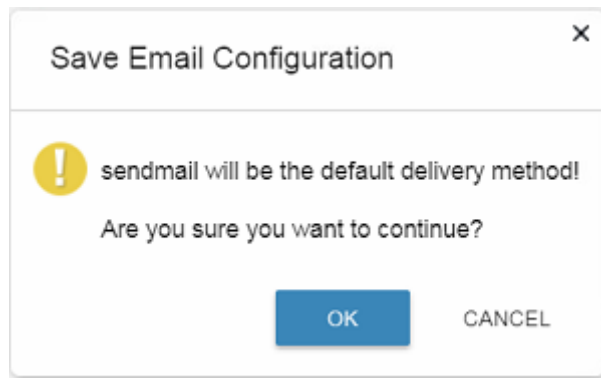 Save Email Configuration
sendmail will be the default delivery method!
Are you sure you want to continue?
OK CANCEL